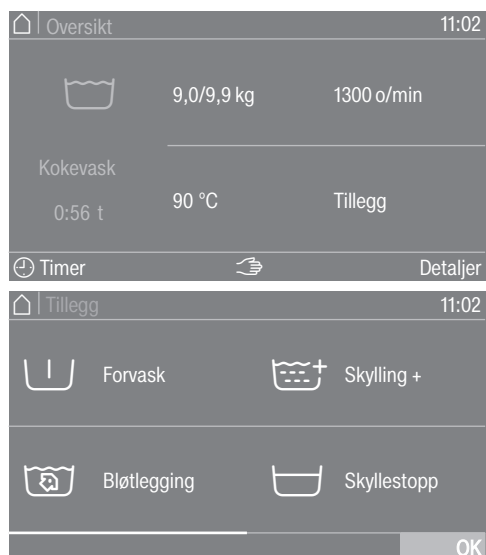 Oversikt 11:02
9,0/9,9 kg 1300 o/min
Kokevask
0:56 t
90 °C Tillegg
Timer Detaljer
Tillegg 11:02
Forvask Skylling +
Bløtlegging Skyllestopp
OK